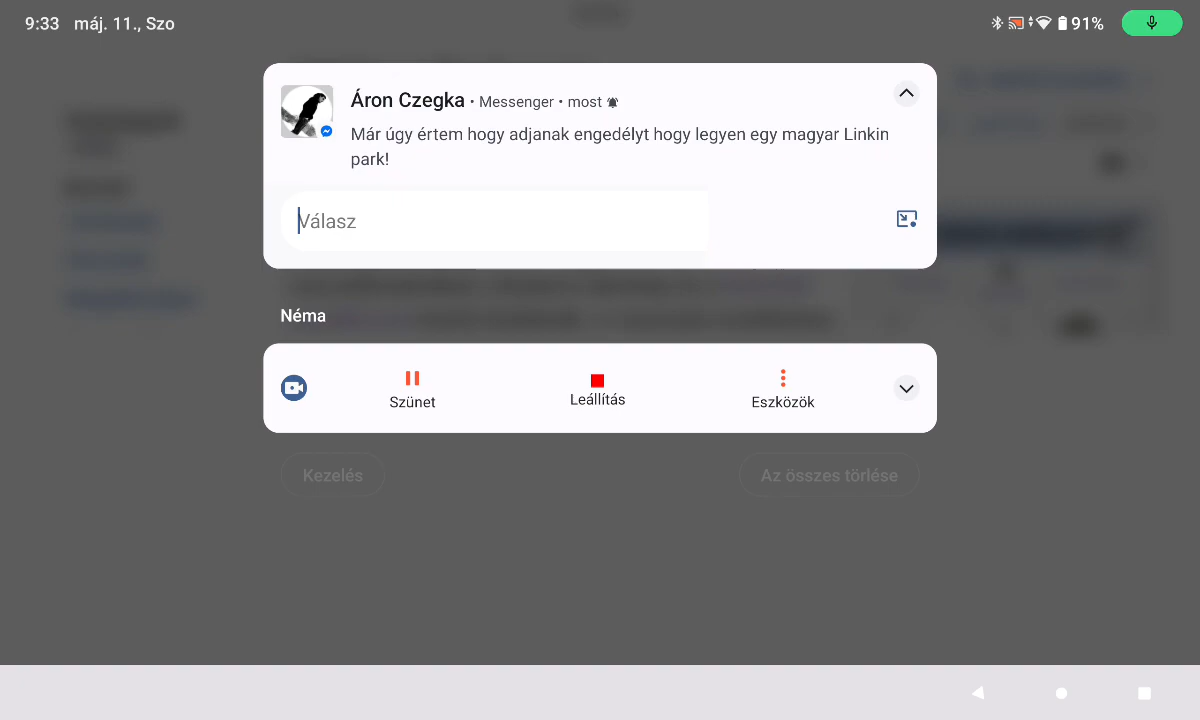 9:33 máj. 11., Szo
91%
Áron Czegka • Messenger • most
Már úgy értem hogy adjanak engedélyt hogy legyen egy magyar Linkin
park!
Válasz
Néma
Szünet
Leállítás
Eszközök
Kezelés
Az összes törlése